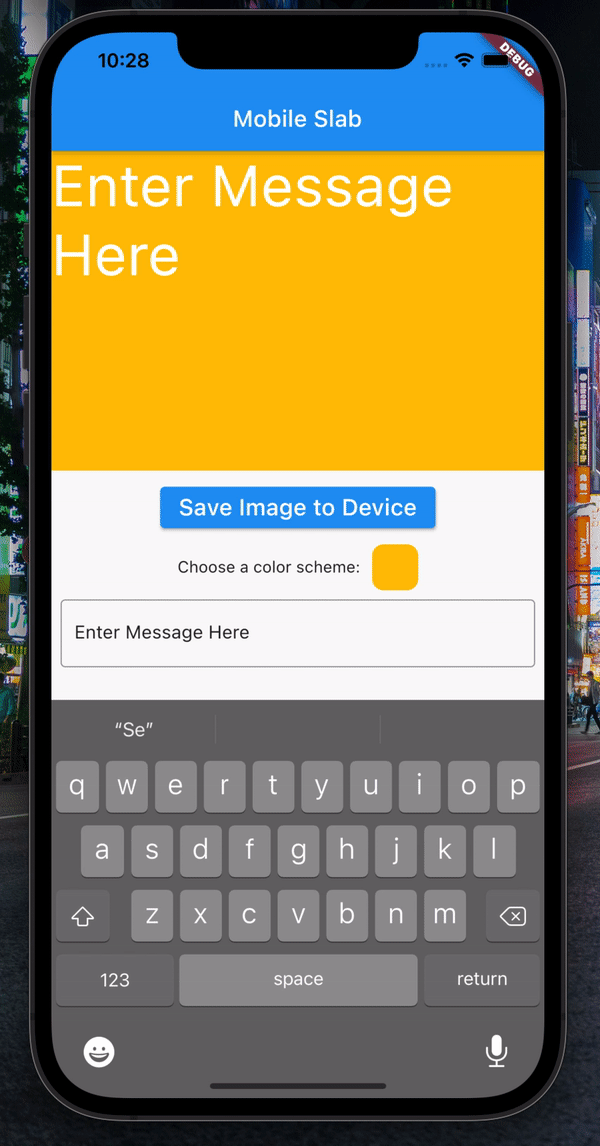 10:28
DEBUG
Mobile Slab
Enter Message
Here
Save Image to Device
Choose a color scheme:
Enter Message Here
“Se”
q w e r t y u i o p
a s d f g h j k l
z x c v b n m
123 space return